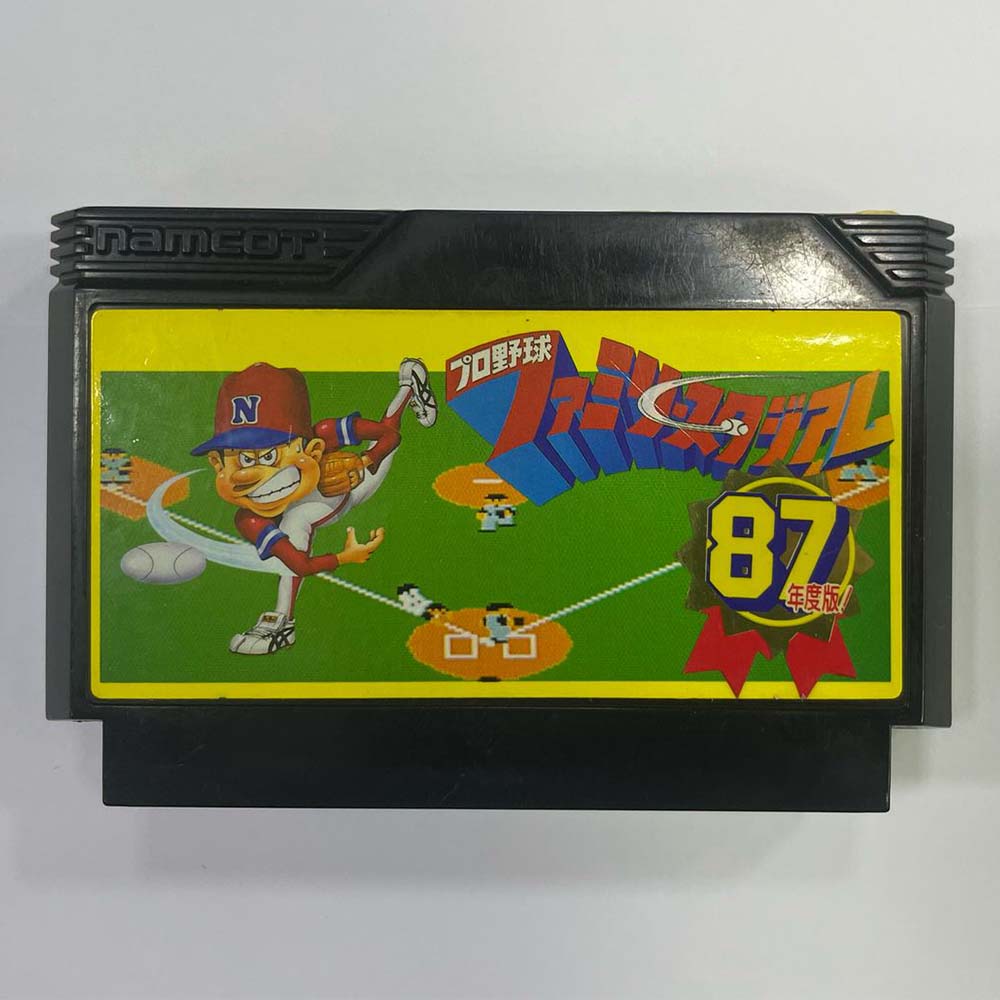 namcot
プロ野球
ファミリースタジアム
N
87
年度版!